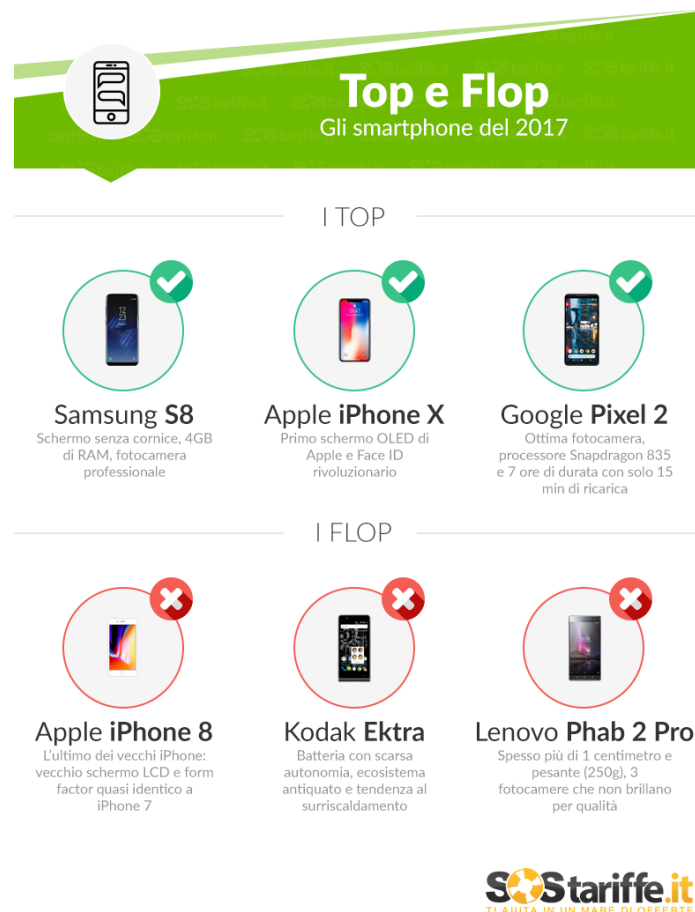 Top e Flop
Gli smartphone del 2017
I TOP
Samsung S8
Schermo senza cornice, 4GB
di RAM, fotocamera
professionale
Apple iPhone X
Primo schermo OLED di
Apple e Face ID
rivoluzionario
Google Pixel 2
Ottima fotocamera,
processore Snapdragon 835
e 7 ore di durata con solo 15
min di ricarica
I FLOP
Apple iPhone 8
L'ultimo dei vecchi iPhone:
vecchio schermo LCD e form
factor quasi identico a
iPhone 7
Kodak Ektra
Batteria con scarsa
autonomia, ecosistema
antiquato e tendenza al
surriscaldamento
Lenovo Phab 2 Pro
Spesso più di 1 centimetro e
pesante (250g), 3
fotocamere che non brillano
per qualità
SOStariffe.it
TI AIUTA IN UN MARE DI OFFERTE